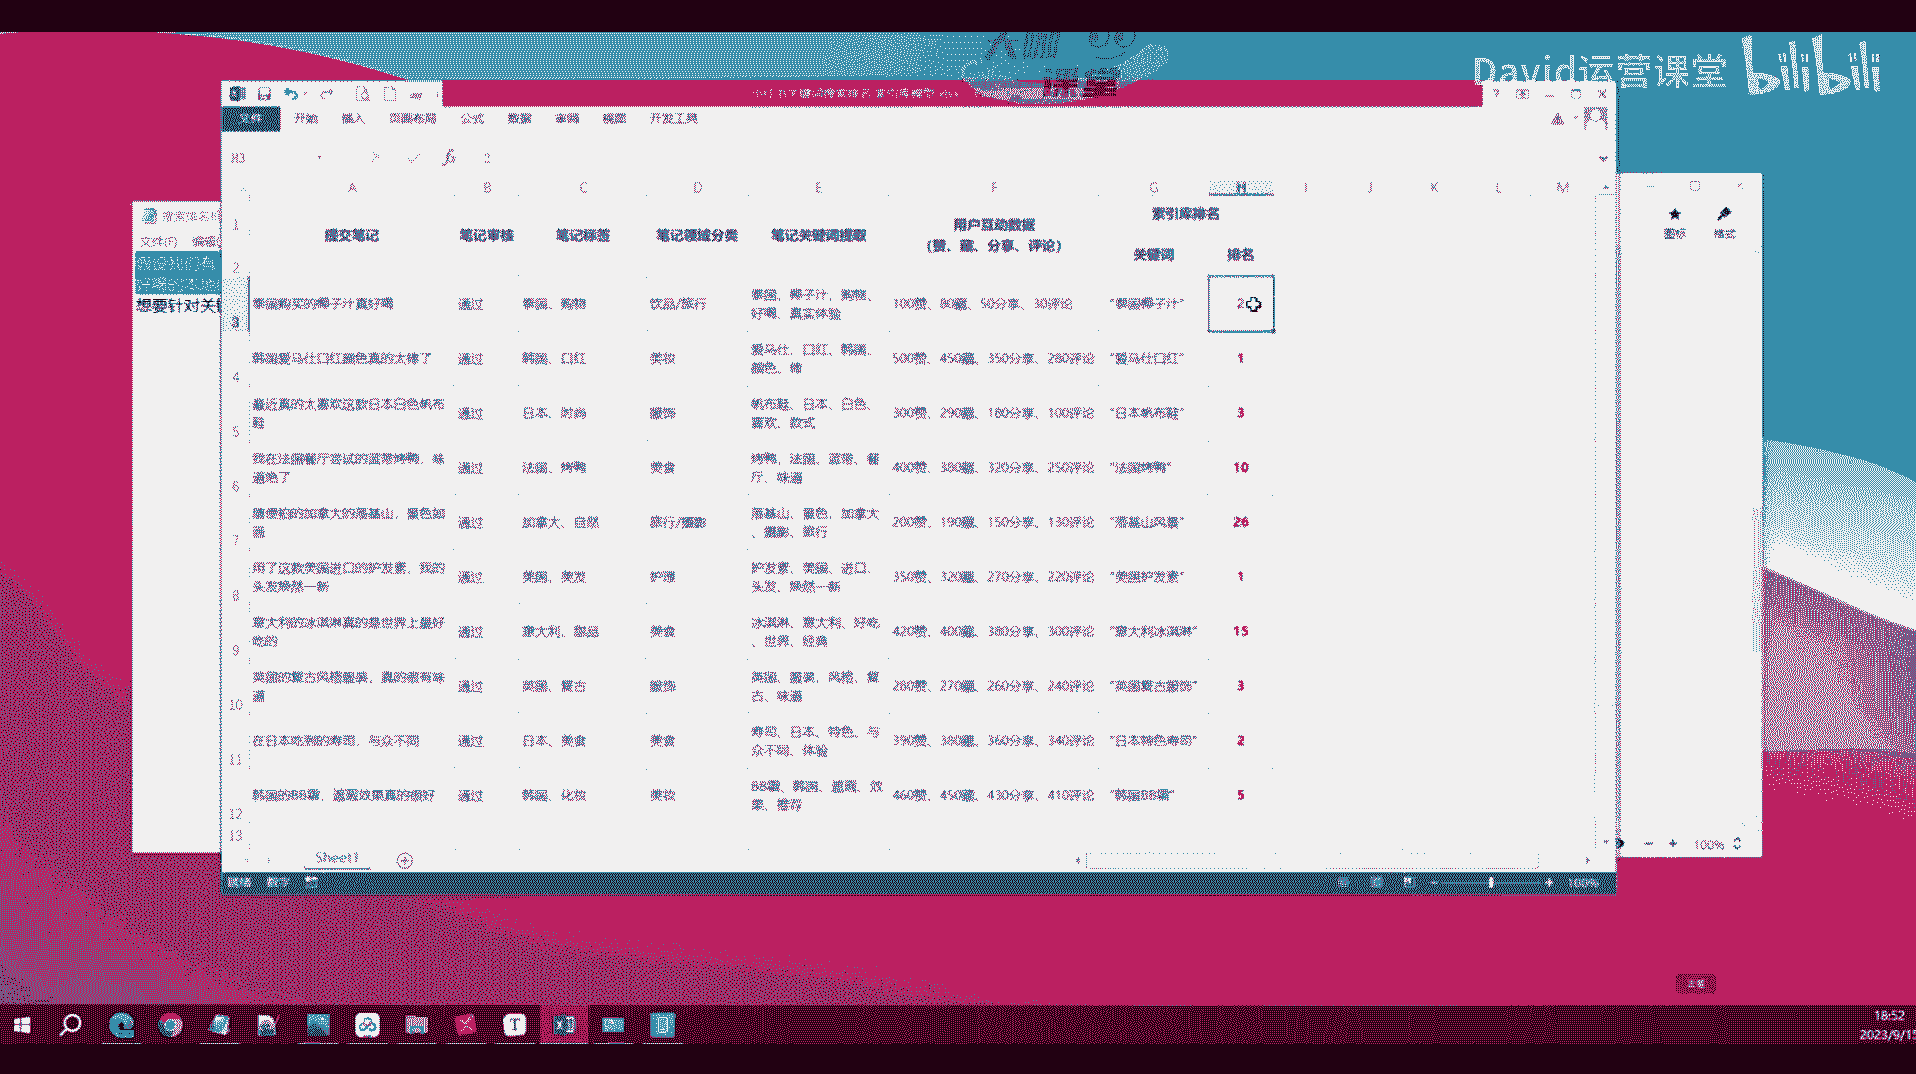 课堂
David运营课堂 bilibili
文件 开始 插入 页面布局 公式 数据 审阅 视图 开发工具
H3 fx 2
文件(F)
想要针对关
图标 格式
A B C D E F G H I J K L M
1 提交笔记 笔记审核 笔记标签 笔记领域分类 笔记关键词提取 用户互动数据 索引库排名
(赞、藏、分享、评论)
2 关键词 排名
3 泰国购买的椰子汁真好喝 通过 泰国、购物 饮品/旅行 泰国、椰子汁、购物、
好喝、真实体验 100赞、80藏、50分享、30评论 "泰国椰子汁" 2
4 韩国爱马仕口红颜色真的太棒了 通过 韩国、口红 美妆 爱马仕、口红、韩国、
颜色、棒 500赞、450藏、350分享、280评论 "爱马仕口红" 1
5 最近真的太喜欢这款日本白色帆布
鞋 通过 日本、时尚 服饰 帆布鞋、日本、白色、
喜欢、款式 300赞、290藏、180分享、100评论 "日本帆布鞋" 3
6 我在法国餐厅尝试的蓝带烤鸭，味
道绝了 通过 法国、烤鸭 美食 烤鸭、法国、蓝带、餐
厅、味道 400赞、380藏、320分享、250评论 "法国烤鸭" 10
7 随便拍的加拿大的落基山，景色如
画 通过 加拿大、自然 旅行/摄影 落基山、景色、加拿大
、摄影、旅行 200赞、190藏、150分享、130评论 "落基山风景" 26
8 用了这款美国进口的护发素，我的
头发焕然一新 通过 美国、美发 护理 护发素、美国、进口、
头发、焕然一新 350赞、320藏、270分享、220评论 "美国护发素" 1
9 意大利的冰淇淋真的是世界上最好
吃的 通过 意大利、甜品 美食 冰淇淋、意大利、好吃
、世界、经典 420赞、400藏、380分享、300评论 "意大利冰淇淋" 15
10 英国的复古风格服装，真的很有味
道 通过 英国、复古 服饰 英国、服装、风格、复
古、味道 280赞、270藏、260分享、240评论 "英国复古服饰" 3
11 在日本吃到的寿司，与众不同 通过 日本、美食 美食 寿司、日本、特色、与
众不同、体验 390赞、380藏、360分享、340评论 "日本特色寿司" 2
12 韩国的BB霜，遮瑕效果真的很好 通过 韩国、化妆 美妆 BB霜、韩国、遮瑕、效
果、推荐 460赞、450藏、430分享、410评论 "韩国BB霜" 5
13
Sheet1
100%
100%
18:52
2023/9/15